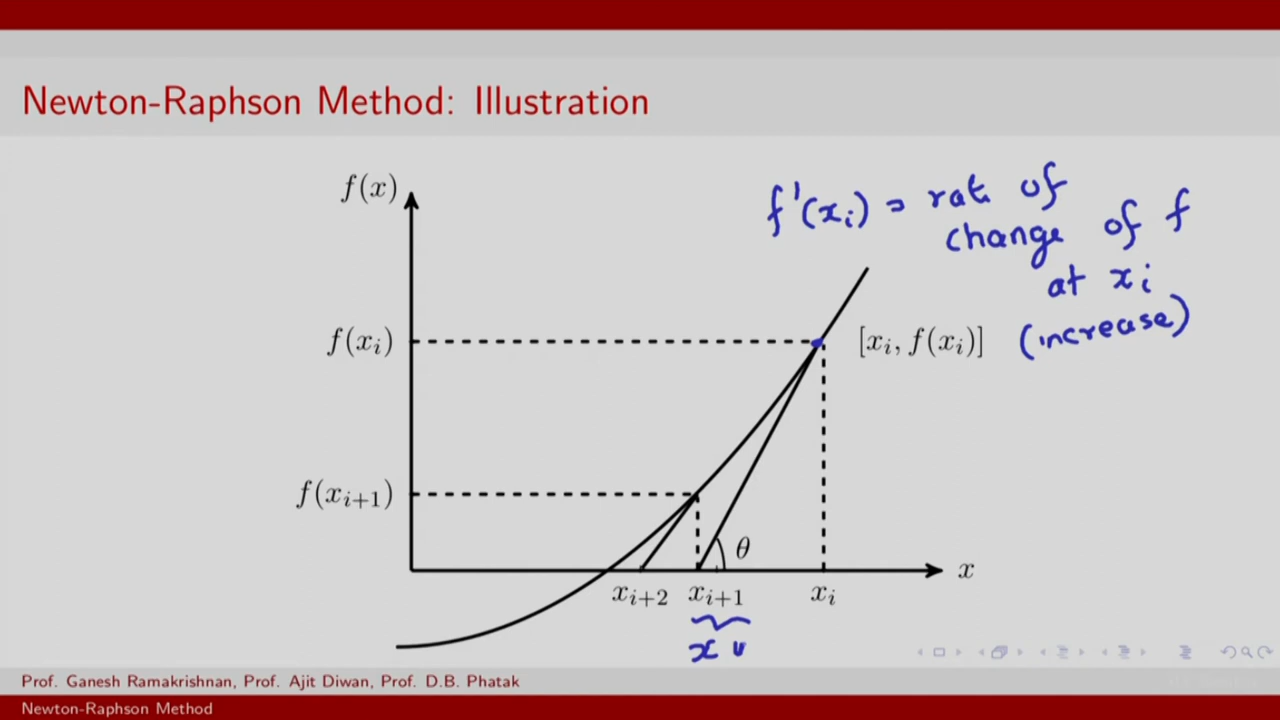 Newton-Raphson Method: Illustration
f(x)
f'(xᵢ) = rate of
change of f
at xᵢ
(increase)
f(xᵢ)
[xᵢ, f(xᵢ)]
f(xᵢ₊₁)
θ
x
xᵢ₊₂ xᵢ₊₁ xᵢ
x
Prof. Ganesh Ramakrishnan, Prof. Ajit Diwan, Prof. D.B. Phatak
Newton-Raphson Method